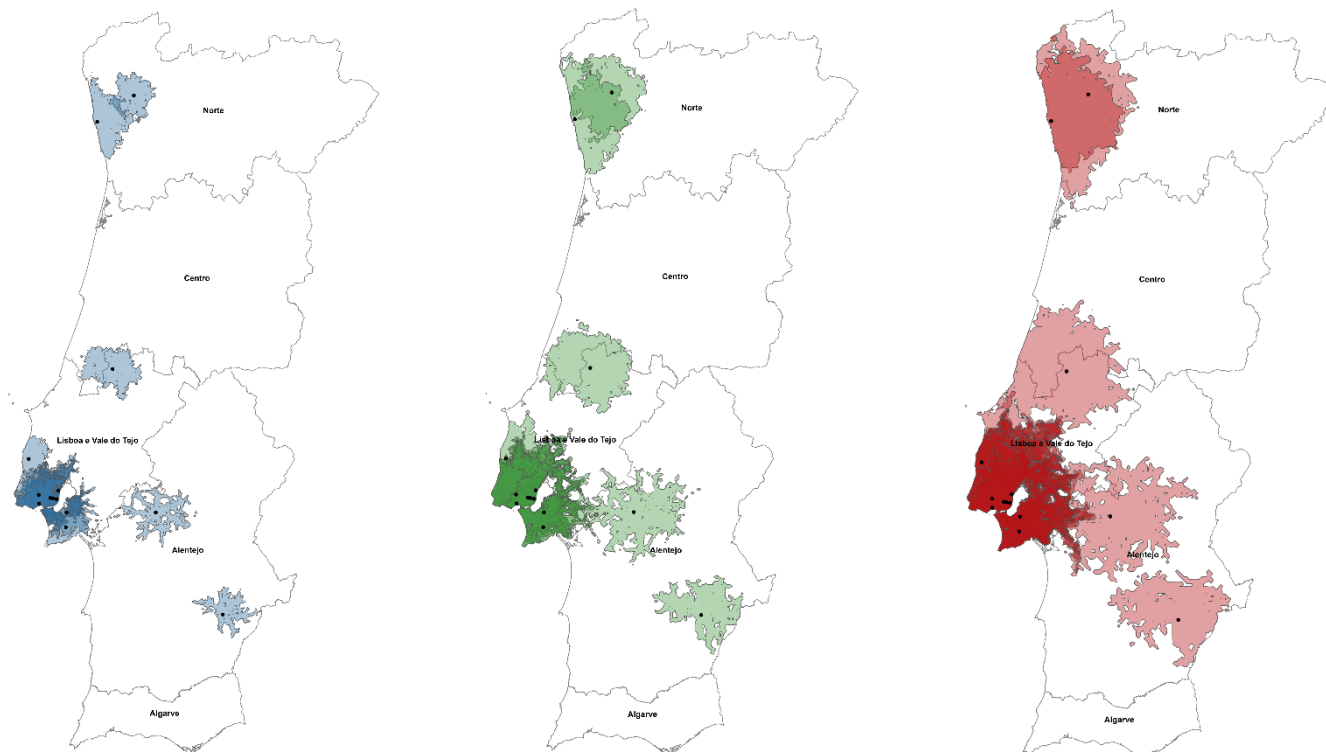 Norte
Centro
Lisboa e Vale do Tejo
Alentejo
Algarve
Norte
Centro
Lisboa e Vale do Tejo
Alentejo
Algarve
Norte
Centro
Lisboa e Vale do Tejo
Alentejo
Algarve